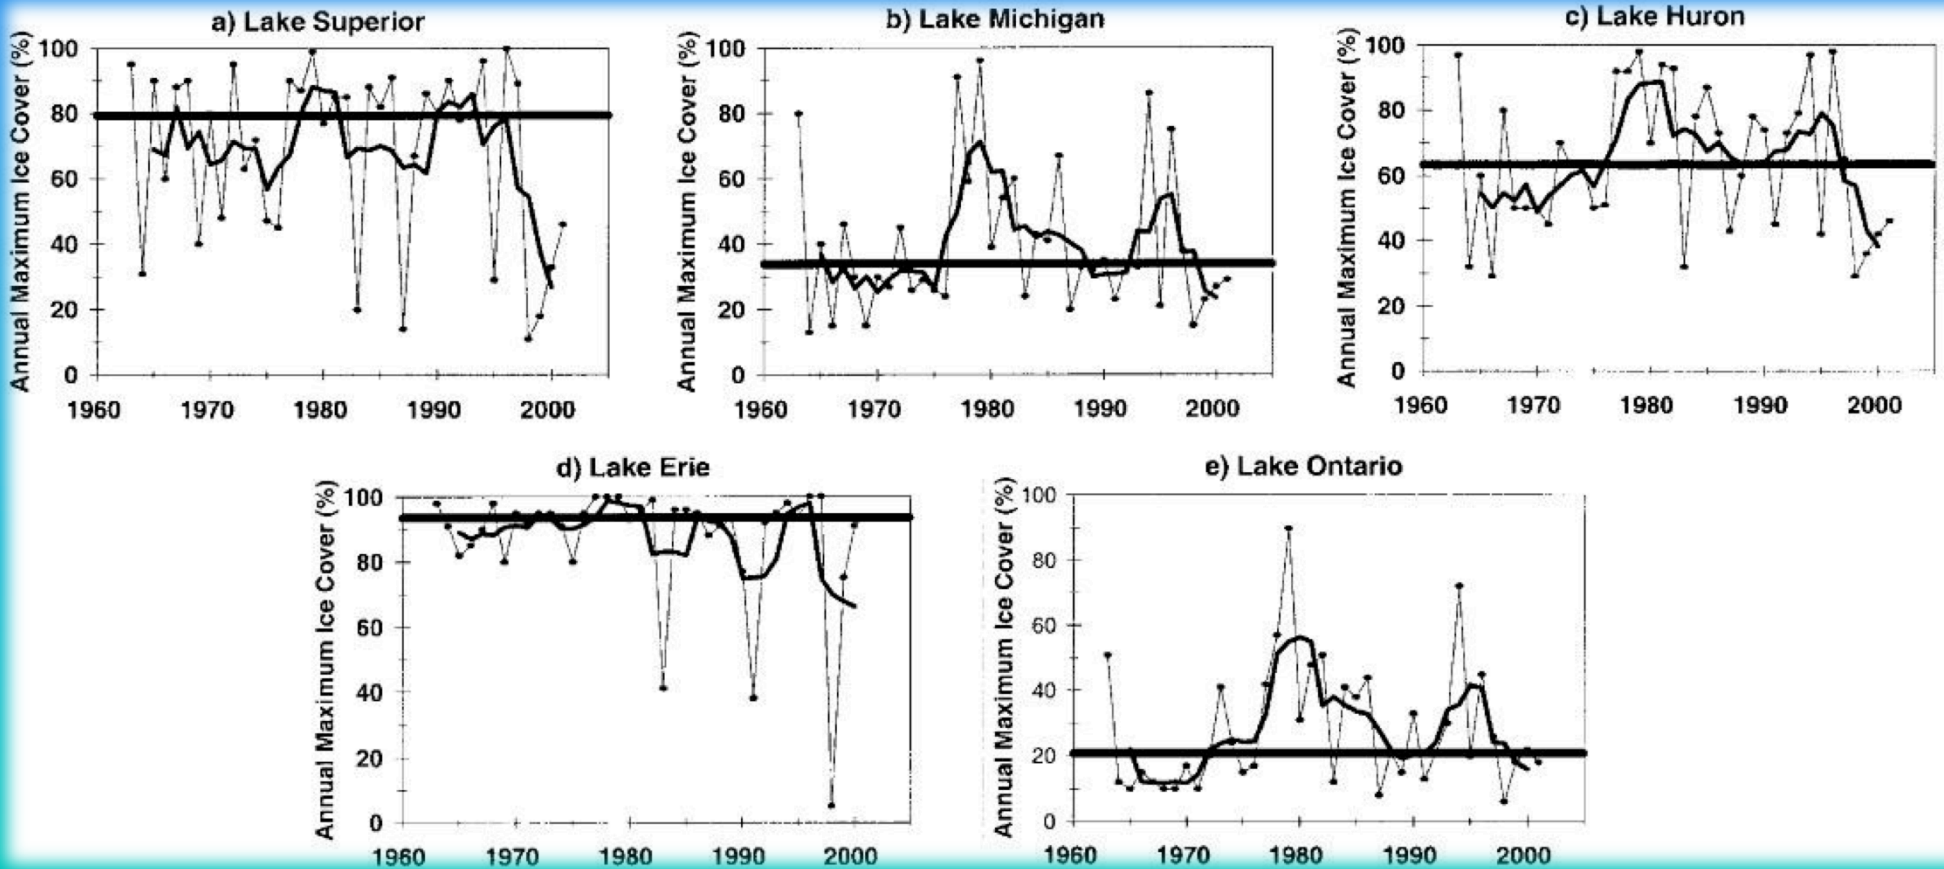 a) Lake Superior
Annual Maximum Ice Cover (%)
100
80
60
40
20
0
1960 1970 1980 1990 2000
b) Lake Michigan
Annual Maximum Ice Cover (%)
100
80
60
40
20
0
1960 1970 1980 1990 2000
c) Lake Huron
Annual Maximum Ice Cover (%)
100
80
60
40
20
0
1960 1970 1980 1990 2000
d) Lake Erie
Annual Maximum Ice Cover (%)
100
80
60
40
20
0
1960 1970 1980 1990 2000
e) Lake Ontario
Annual Maximum Ice Cover (%)
100
80
60
40
20
0
1960 1970 1980 1990 2000